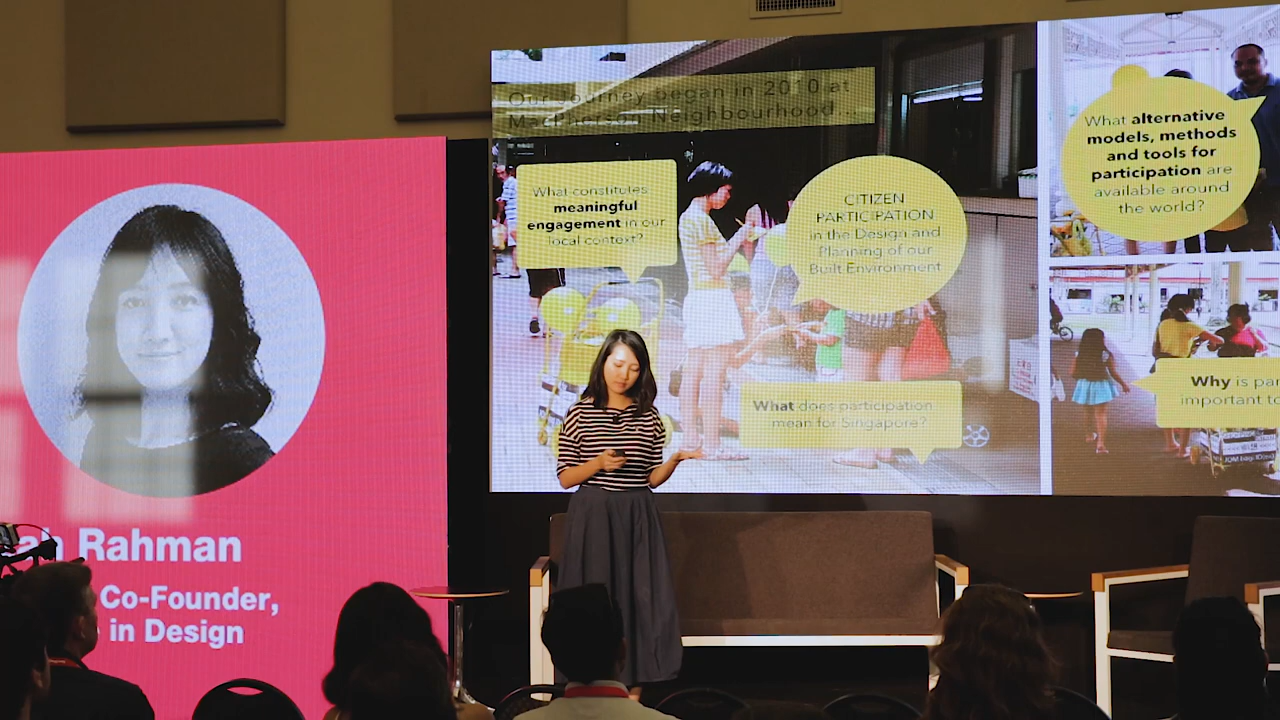 Our Journey began in 2010 at
Neighbourhood
What constitutes
meaningful
engagement in our
local context?
CITIZEN
PARTICIPATION
in the Design and
Planning of our
Built Environment
What does participation
mean for Singapore?
What alternative
models, methods
and tools for
participation are
available around
the world?
Why is par
important to
ah Rahman
Co-Founder,
in Design